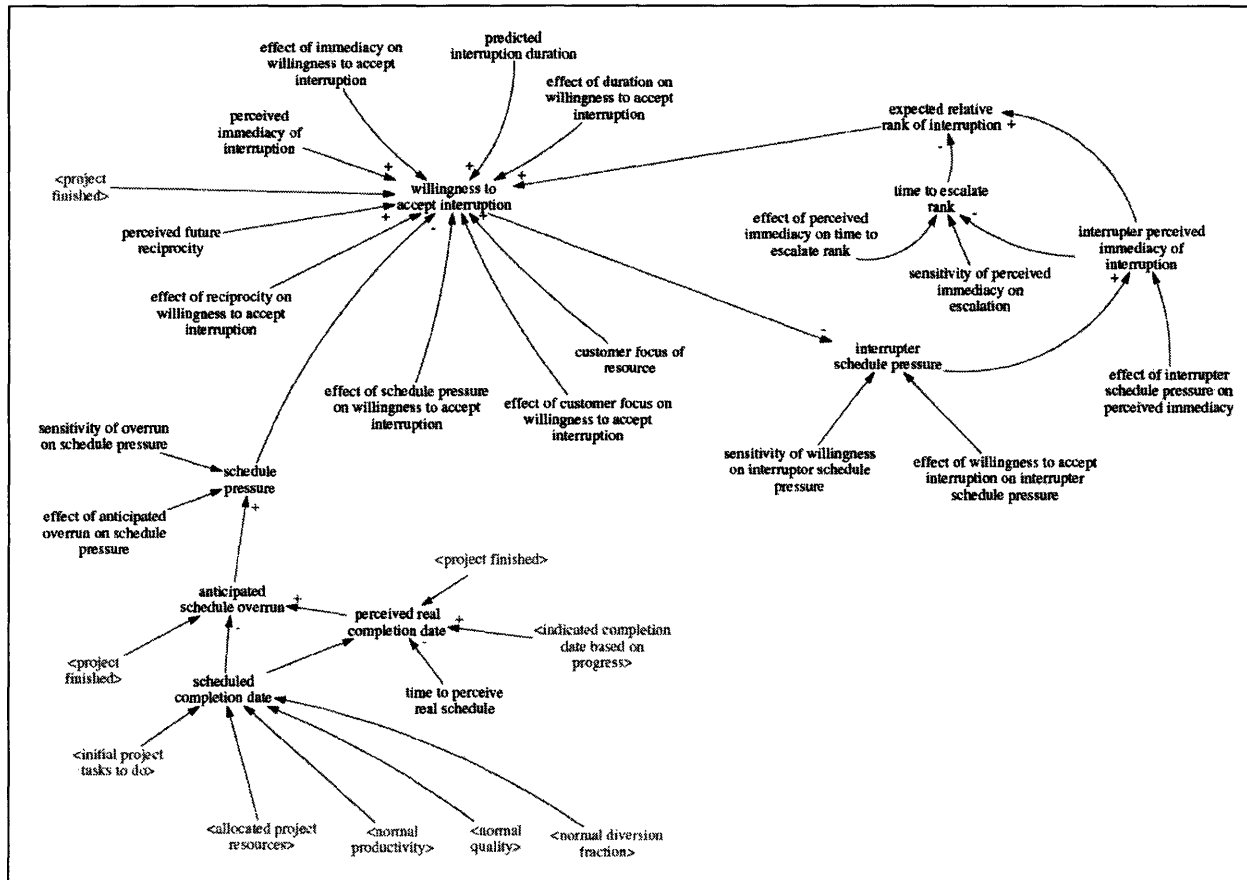 effect of immediacy on
willingness to accept
interruption
predicted
interruption duration
effect of duration on
willingness to accept
interruption
perceived
immediacy of
interruption
<project
finished>
willingness to
accept interruption
perceived future
reciprocity
effect of reciprocity on
willingness to accept
interruption
expected relative
rank of interruption
time to escalate
rank
effect of perceived
immediacy on time to
escalate rank
sensitivity of perceived
immediacy on
escalation
interrupter perceived
immediacy of
interruption
customer focus of
resource
effect of schedule pressure
on willingness to accept
interruption
effect of customer focus on
willingness to accept
interruption
interrupter
schedule pressure
effect of interrupter
schedule pressure on
perceived immediacy
sensitivity of willingness
on interruptor schedule
pressure
effect of willingness to accept
interruption on interrupter
schedule pressure
sensitivity of overrun
on schedule pressure
schedule
pressure
effect of anticipated
overrun on schedule
pressure
<project finished>
anticipated
schedule overrun
perceived real
completion date
<indicated completion
date based on
progress>
<project
finished>
scheduled
completion date
time to perceive
real schedule
<initial project
tasks to do>
<allocated project
resources>
<normal
productivity>
<normal
quality>
<normal diversion
fraction>